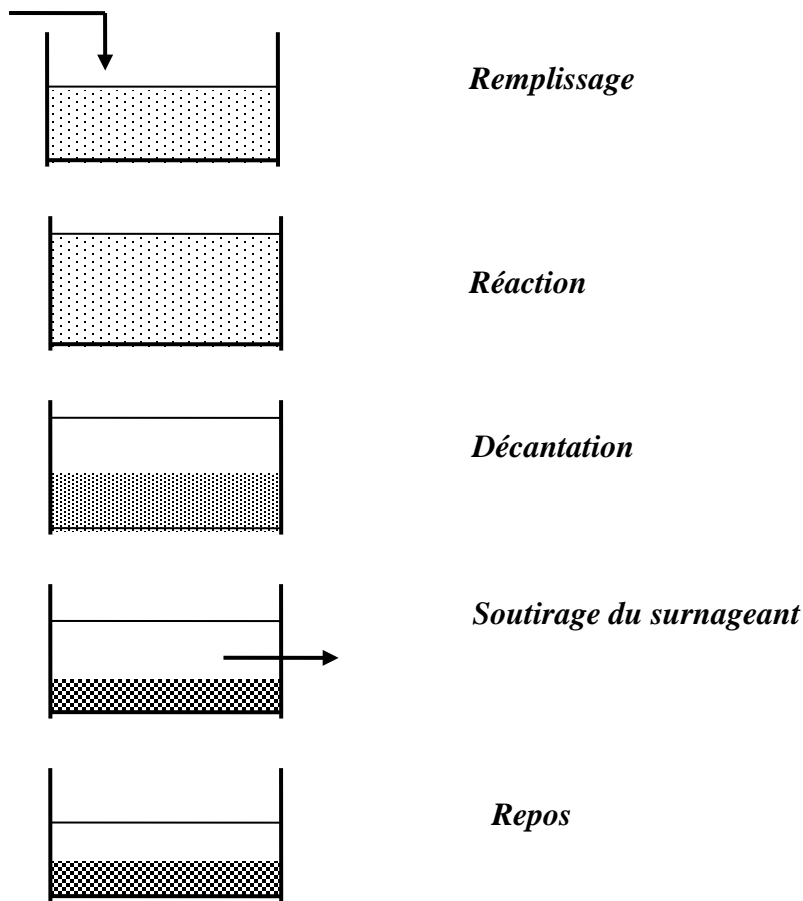 Remplissage
Réaction
Décantation
Soutirage du surnageant
Repos